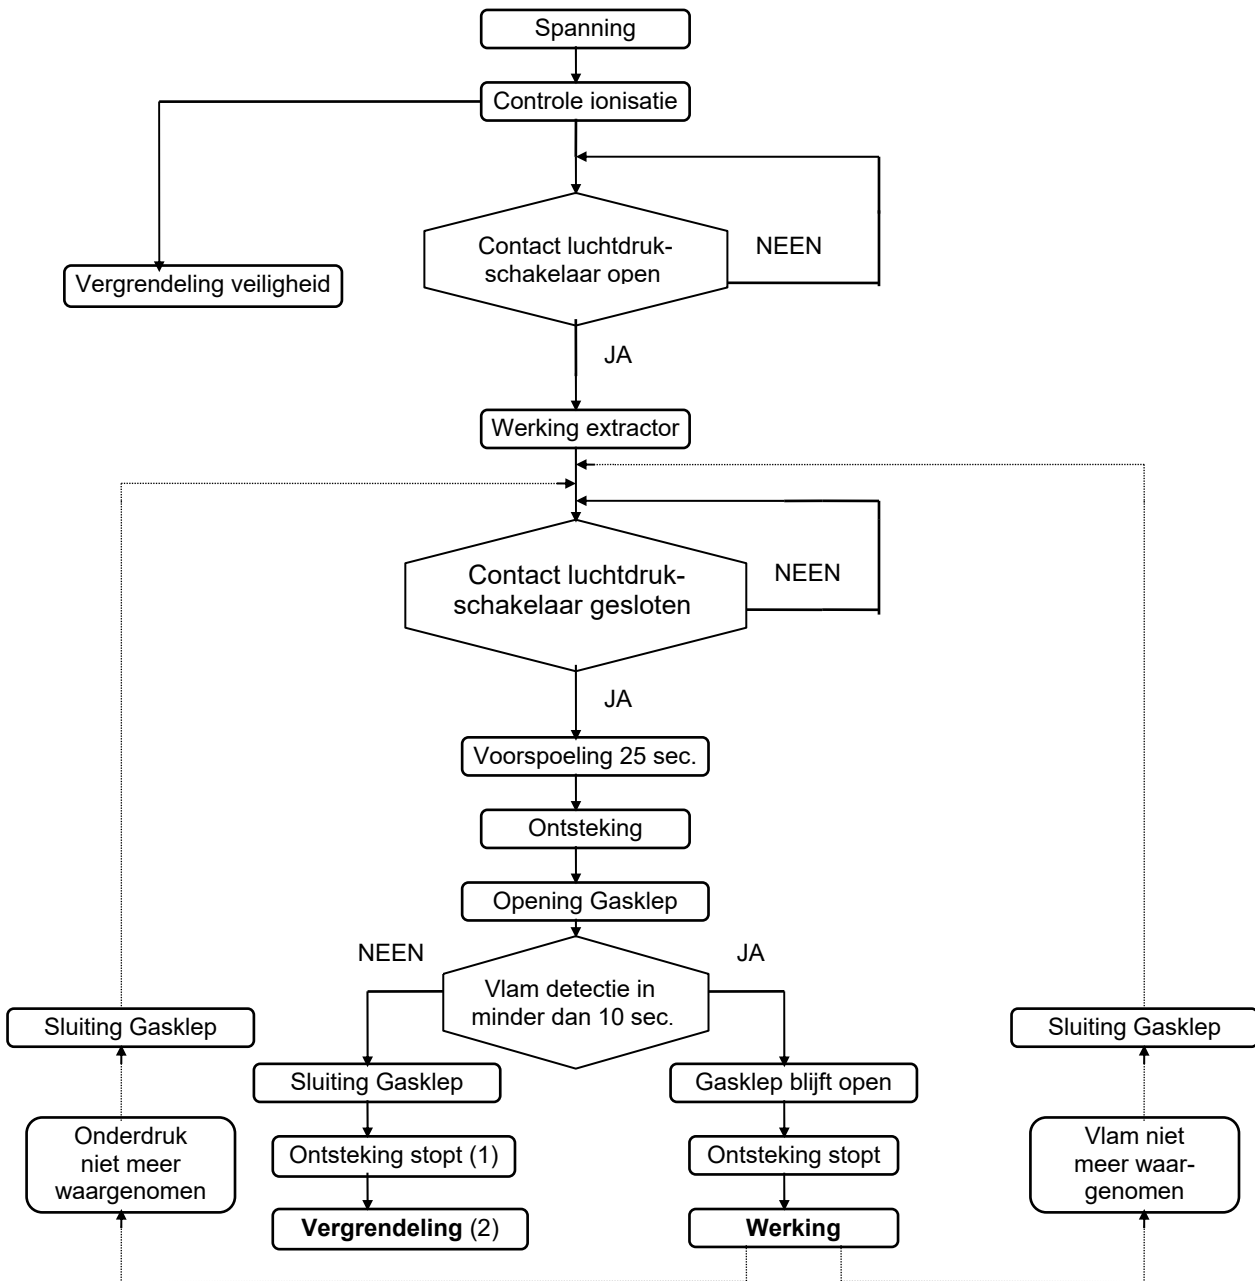 Spanning
Controle ionisatie
Contact luchtdruk-
schakelaar open
NEEN
Vergrendeling veiligheid
JA
Werking extractor
Contact luchtdruk-
schakelaar gesloten
NEEN
JA
Voorspoeling 25 sec.
Ontsteking
Opening Gasklep
NEEN
JA
Vlam detectie in
minder dan 10 sec.
Sluiting Gasklep
Sluiting Gasklep
Sluiting Gasklep
Gasklep blijft open
Onderdruk
niet meer
waargenomen
Ontsteking stopt (1)
Ontsteking stopt
Vlam niet
meer waar-
genomen
Vergrendeling (2)
Werking